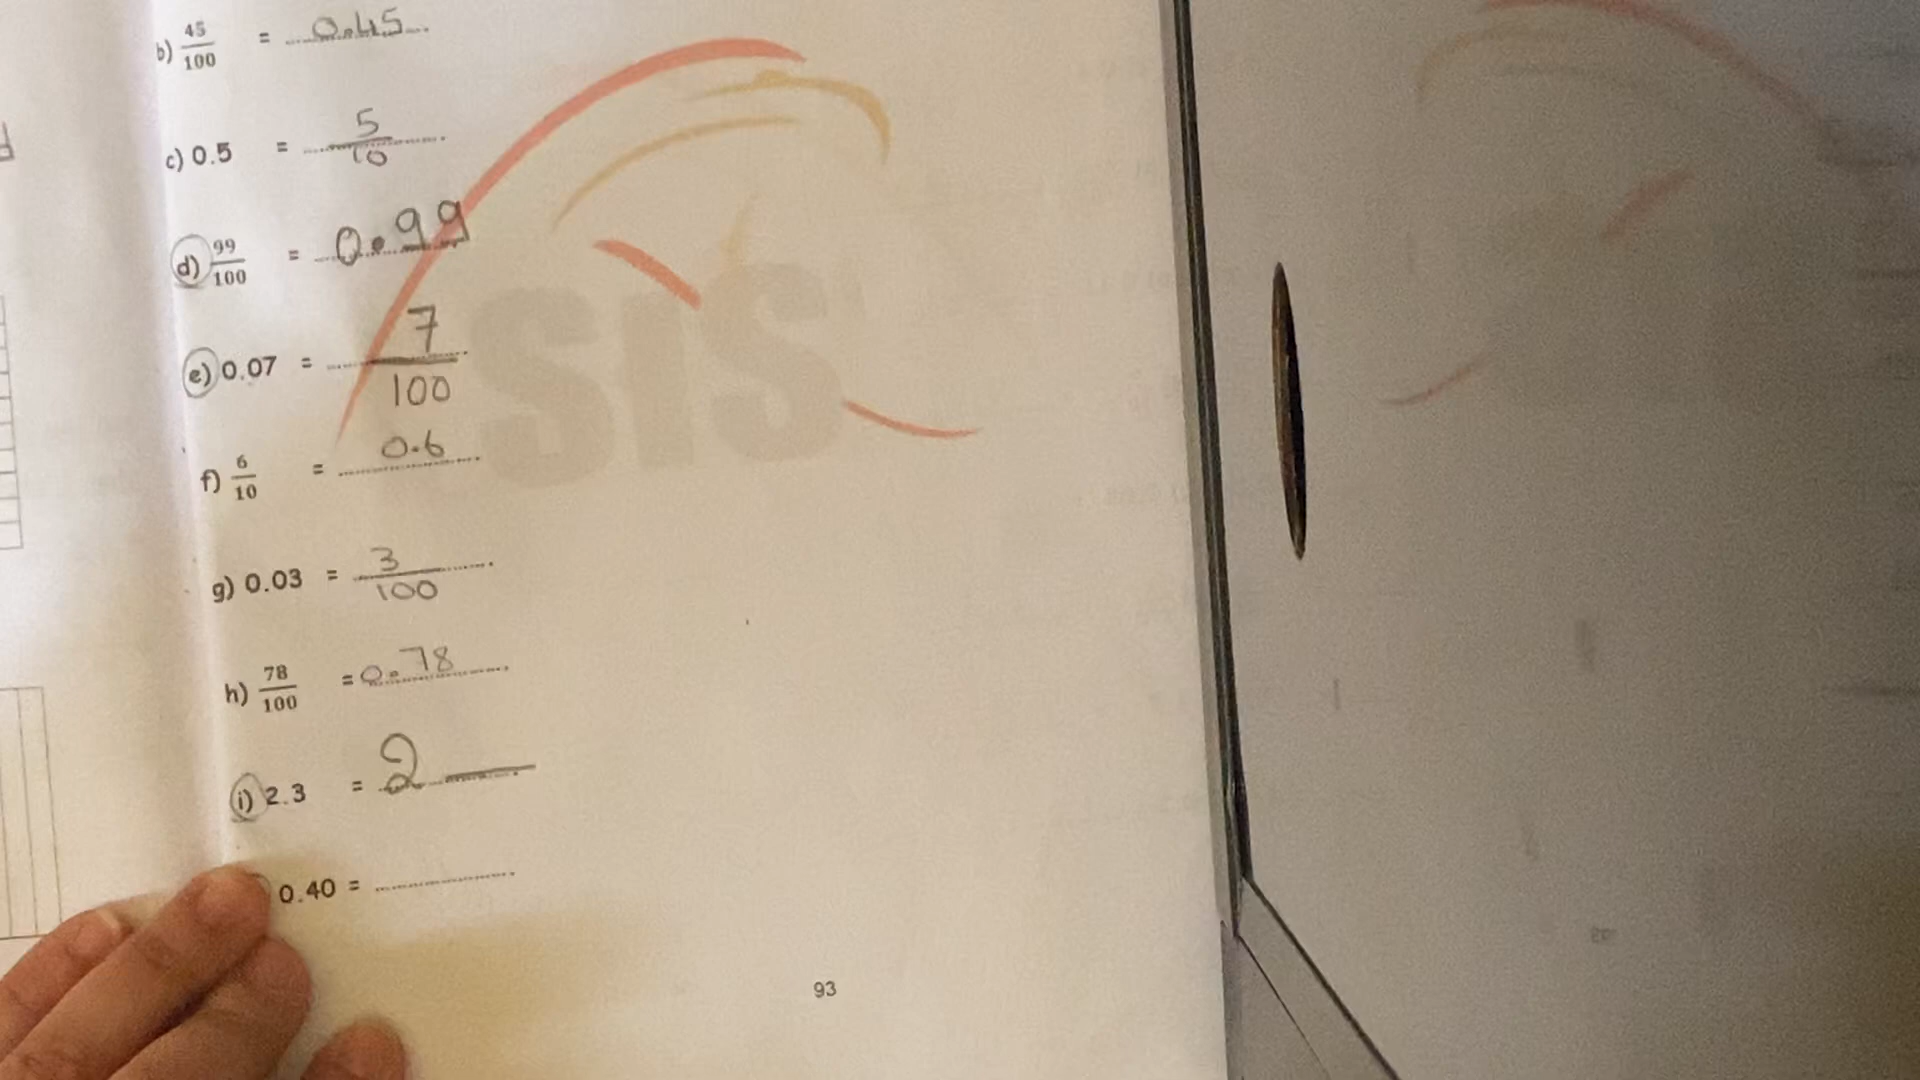 b) 45/100 = 0.45
c) 0.5 = 5/10
d) 99/100 = 0.99
e) 0.07 = 7/100
f) 6/10 = 0.6
g) 0.03 = 3/100
h) 78/100 = 0.78
i) 2.3 = 2
0.40 =
SIS
93